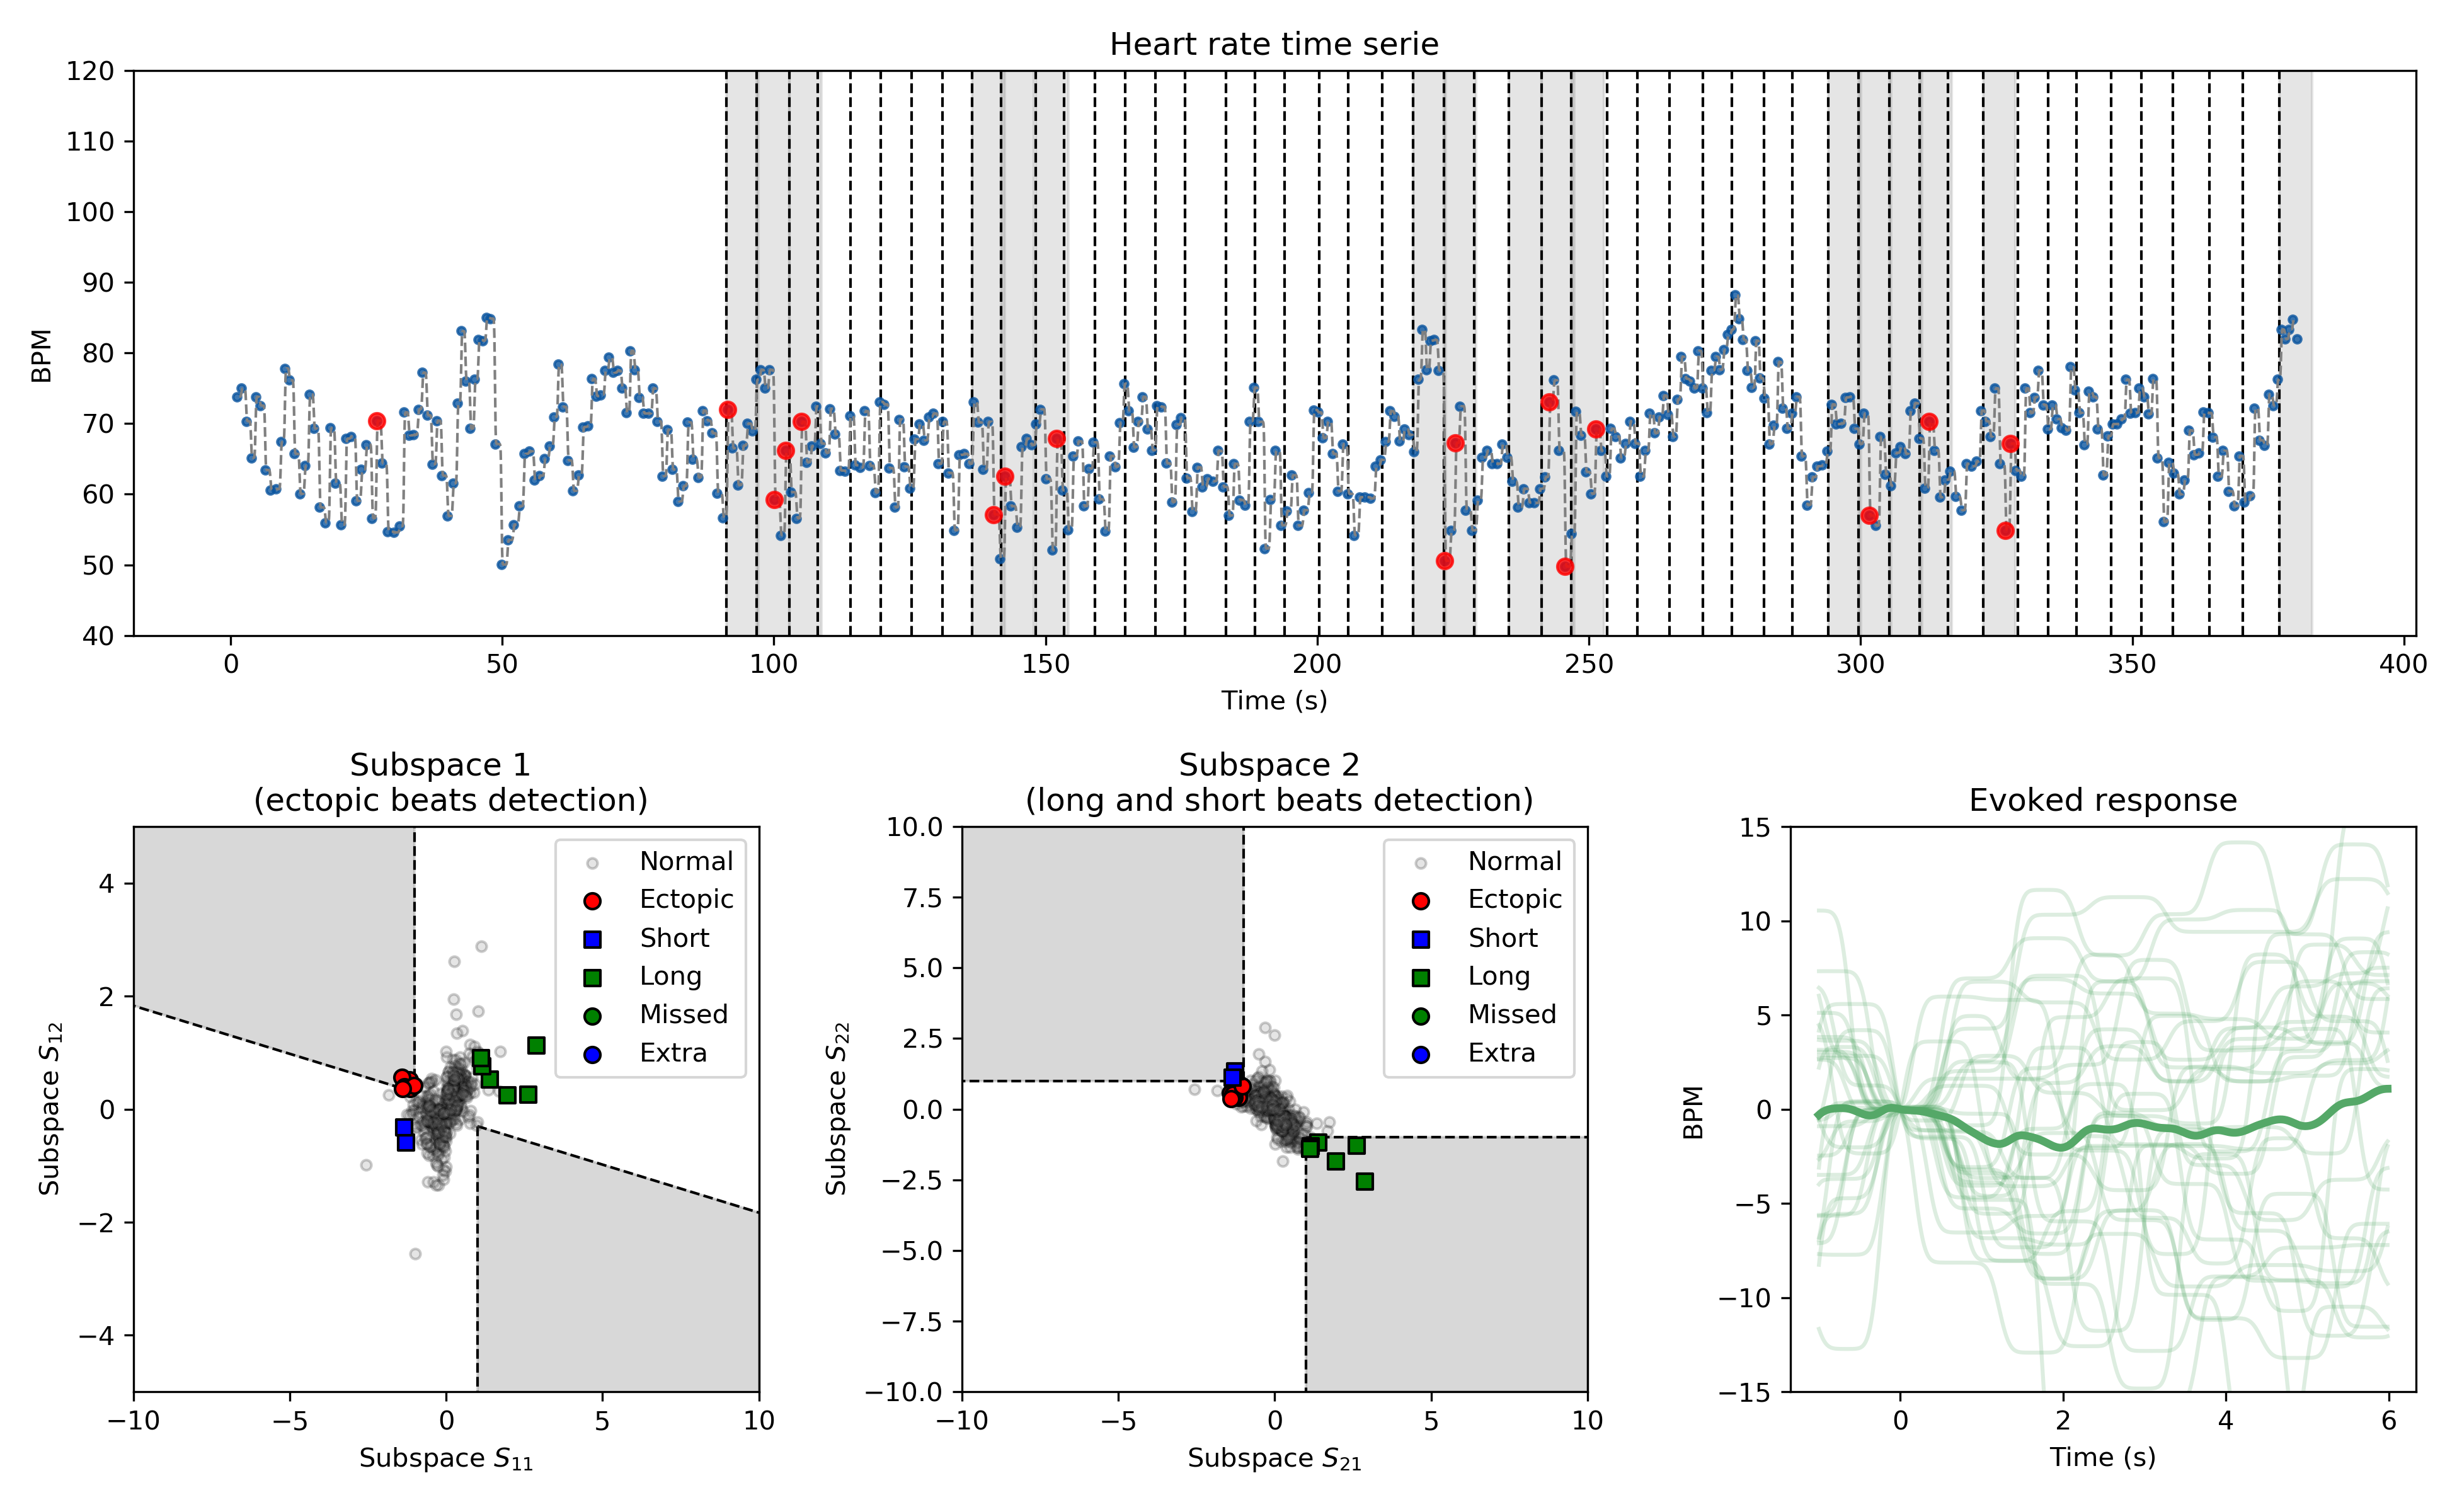 Heart rate time serie
120
110
100
90
80
70
60
50
40
BPM
0 50 100 150 200 250 300 350 400
Time (s)
Subspace 1
(ectopic beats detection)
4
2
0
−2
−4
Subspace S12
−10 −5 0 5 10
Subspace S11
Normal
Ectopic
Short
Long
Missed
Extra
Subspace 2
(long and short beats detection)
10.0
7.5
5.0
2.5
0.0
−2.5
−5.0
−7.5
−10.0
Subspace S22
−10 −5 0 5 10
Subspace S21
Normal
Ectopic
Short
Long
Missed
Extra
Evoked response
15
10
5
0
−5
−10
−15
BPM
0 2 4 6
Time (s)